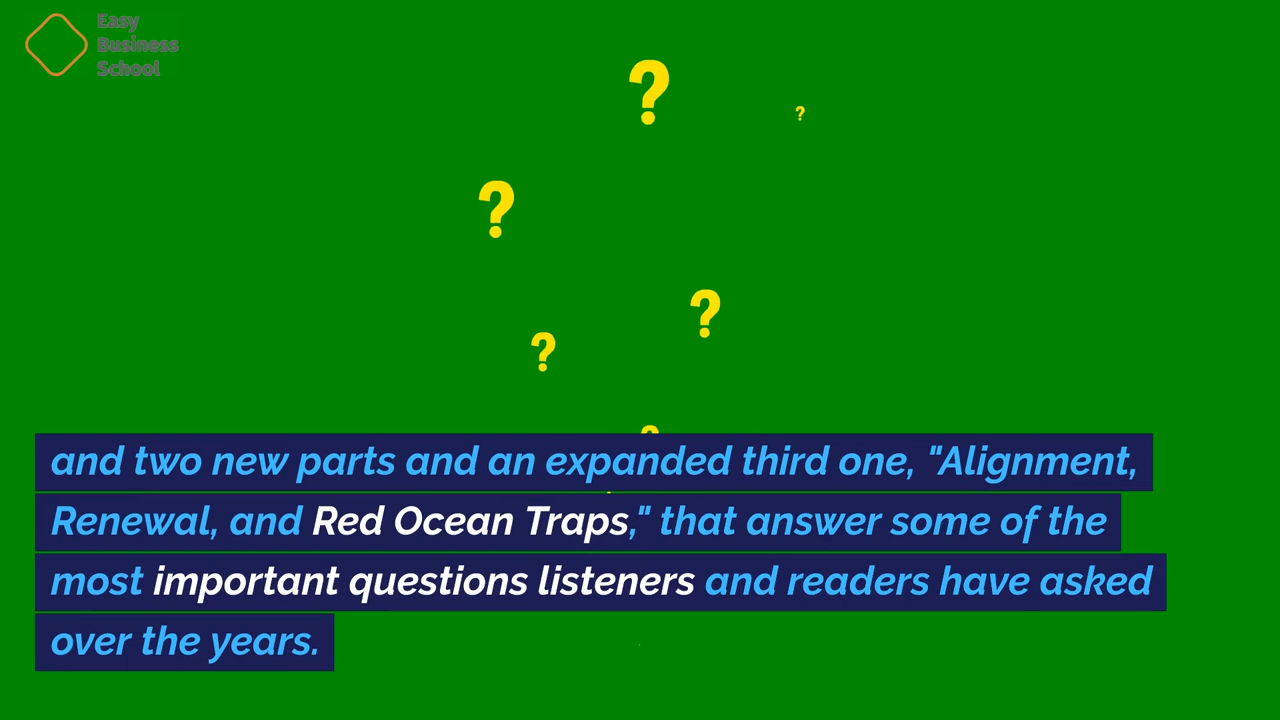 Easy
Business
School
?
?
?
?
?
?
and two new parts and an expanded third one, "Alignment,
Renewal, and Red Ocean Traps," that answer some of the
most important questions listeners and readers have asked
over the years.